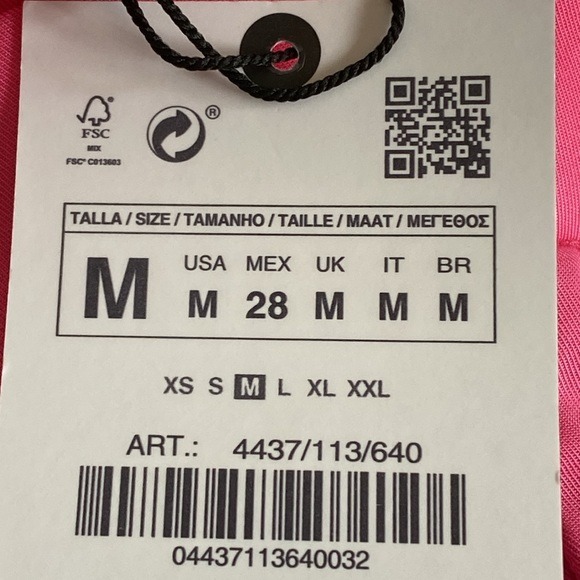 FSC
®
MIX
FSC® C013603
TALLA / SIZE / TAMANHO / TAILLE / MAAT / ΜΕΓΕΘΟΣ
USA MEX UK IT BR
M M 28 M M M
XS S M L XL XXL
ART.: 4437/113/640
04437113640032